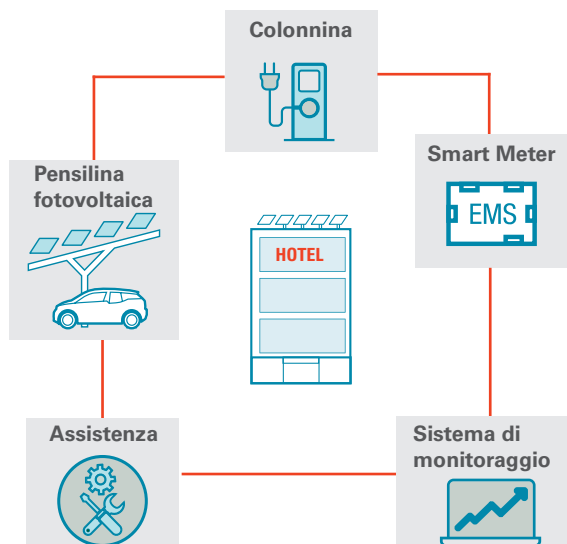 Colonnina
Smart Meter
EMS
Pensilina
fotovoltaica
HOTEL
Assistenza
Sistema di
monitoraggio